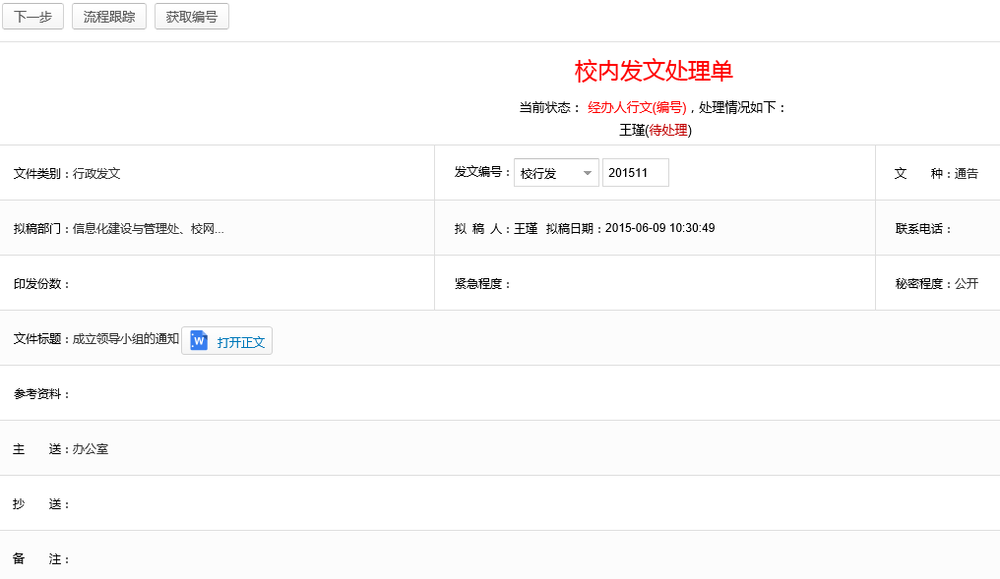 下一步 流程跟踪 获取编号
校内发文处理单
当前状态： 经办人行文(编号)，处理情况如下：
王瑾(待处理)
文件类别：行政发文 发文编号：校行发 201511 文 种：通告
拟稿部门：信息化建设与管理处、校网... 拟 稿 人：王瑾 拟稿日期：2015-06-09 10:30:49 联系电话：
印发份数： 紧急程度： 秘密程度：公开
文件标题：成立领导小组的通知 W 打开正文
参考资料：
主 送：办公室
抄 送：
备 注：